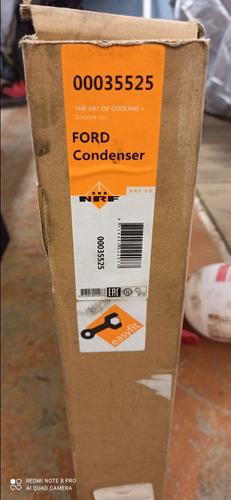 00035525
THE ART OF COOLING >
Suitable for:
FORD
Condenser
NRF
NRF.EU
00035525
EAC
easyfit
REDMI NOTE 8 PRO
AI QUAD CAMERA